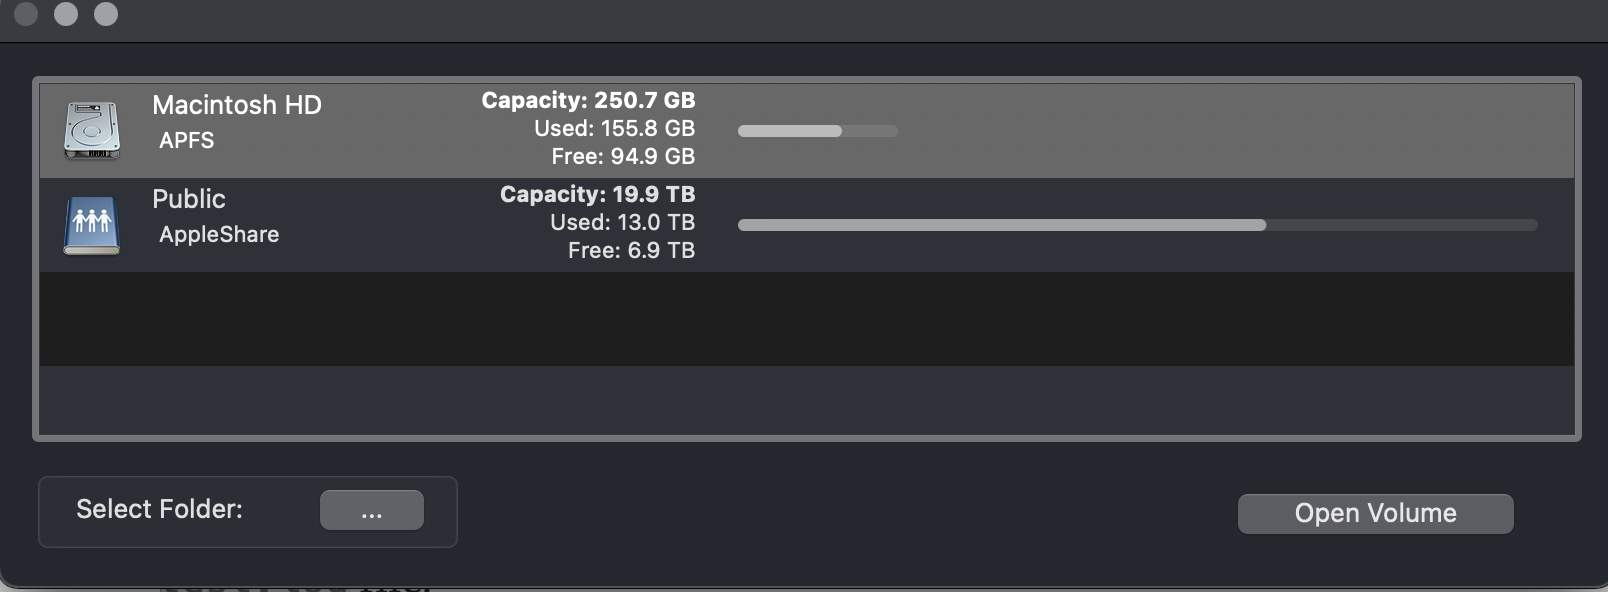 Macintosh HD
APFS
Capacity: 250.7 GB
Used: 155.8 GB
Free: 94.9 GB
Public
AppleShare
Capacity: 19.9 TB
Used: 13.0 TB
Free: 6.9 TB
Select Folder:
...
Open Volume